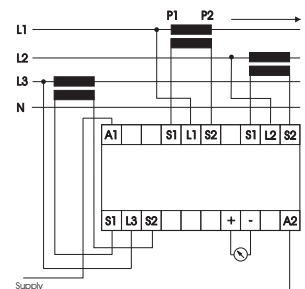 P1 P2
L1
L2
L3
N
A1 S1 L1 S2 S1 L2 S2
S1 L3 S2 + - A2
Supply